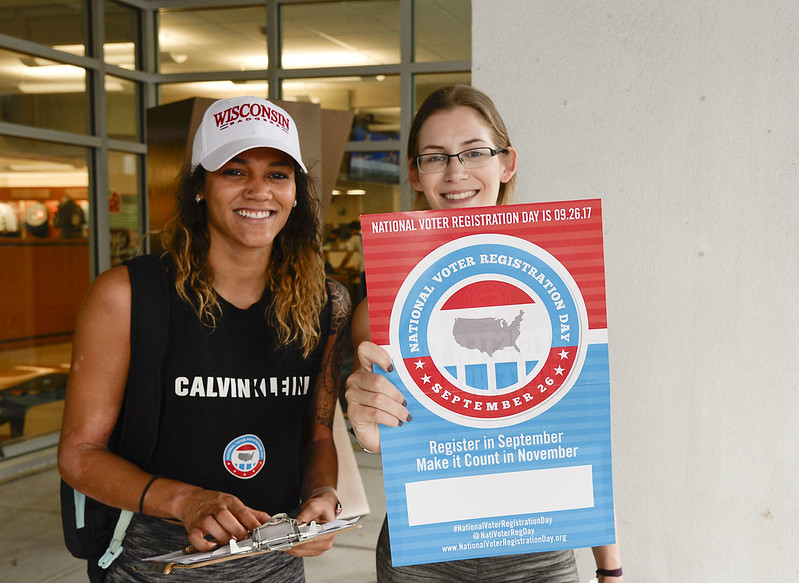 WISCONSIN
BADGERS
CALVIN KLEIN
NATIONAL VOTER REGISTRATION DAY IS 09.26.17
NATIONAL VOTER REGISTRATION DAY
SEPTEMBER 26
Register in September
Make it Count in November
#NationalVoterRegistrationDay
@NatlVoterRegDay
www.NationalVoterRegistrationDay.org